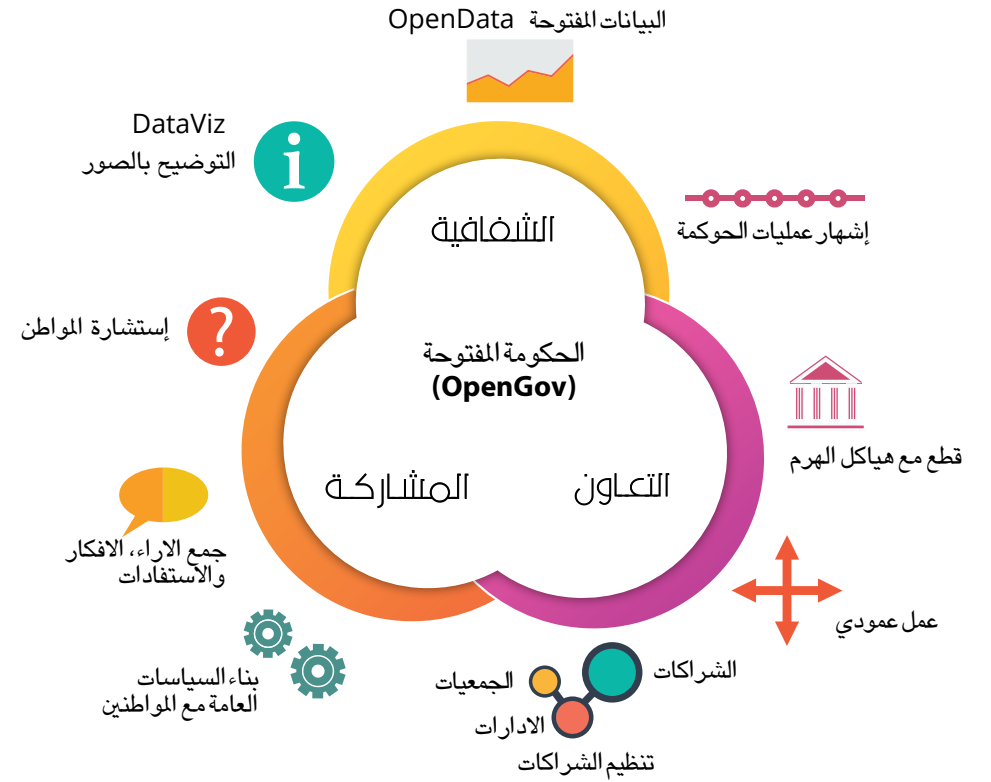 البيانات المفتوحة OpenData
DataViz
التوضيح بالصور
إشهار عمليات الحوكمة
الشفافية
إستشارة المواطن
الحكومة المفتوحة
(OpenGov)
قطع مع هياكل الهرم
المشاركة
التعاون
جمع الاراء، الافكار
والاستفادات
عمل عمودي
بناء السياسات
العامة مع المواطنين
الشراكات
الجمعيات
الادارات
تنظيم الشراكات